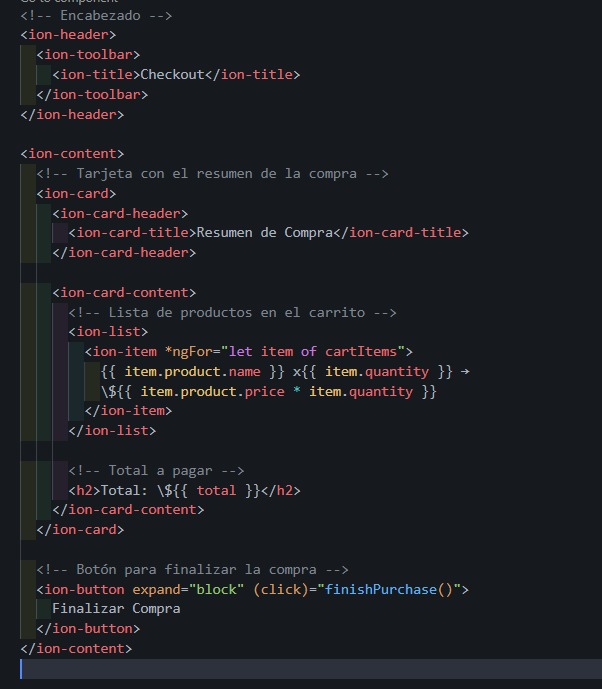 Go to component
<!-- Encabezado -->
<ion-header>
<ion-toolbar>
<ion-title>Checkout</ion-title>
</ion-toolbar>
</ion-header>
<ion-content>
<!-- Tarjeta con el resumen de la compra -->
<ion-card>
<ion-card-header>
<ion-card-title>Resumen de Compra</ion-card-title>
</ion-card-header>
<ion-card-content>
<!-- Lista de productos en el carrito -->
<ion-list>
<ion-item *ngFor="let item of cartItems">
{{ item.product.name }} x{{ item.quantity }} →
\${{ item.product.price * item.quantity }}
</ion-item>
</ion-list>
<!-- Total a pagar -->
<h2>Total: \${{ total }}</h2>
</ion-card-content>
</ion-card>
<!-- Botón para finalizar la compra -->
<ion-button expand="block" (click)="finishPurchase()">
Finalizar Compra
</ion-button>
</ion-content>